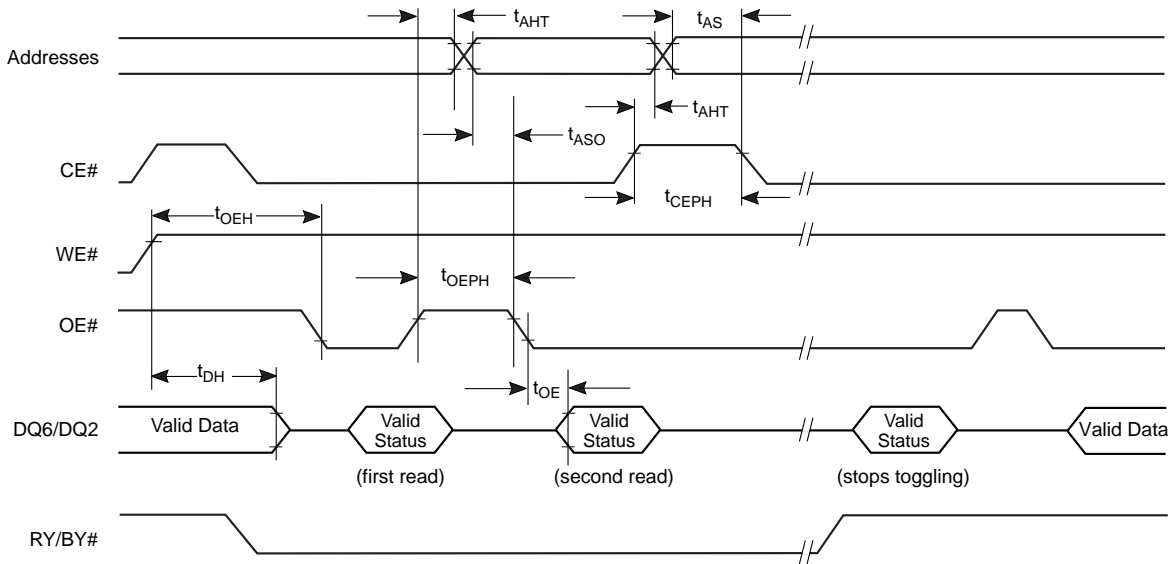 tAHT
tAS
Addresses
tAHT
tASO
CE#
tCEPH
tOEH
WE#
tOEPH
OE#
tDH
tOE
DQ6/DQ2
Valid Data
Valid
Status
Valid
Status
Valid
Status
Valid Data
(first read)
(second read)
(stops toggling)
RY/BY#